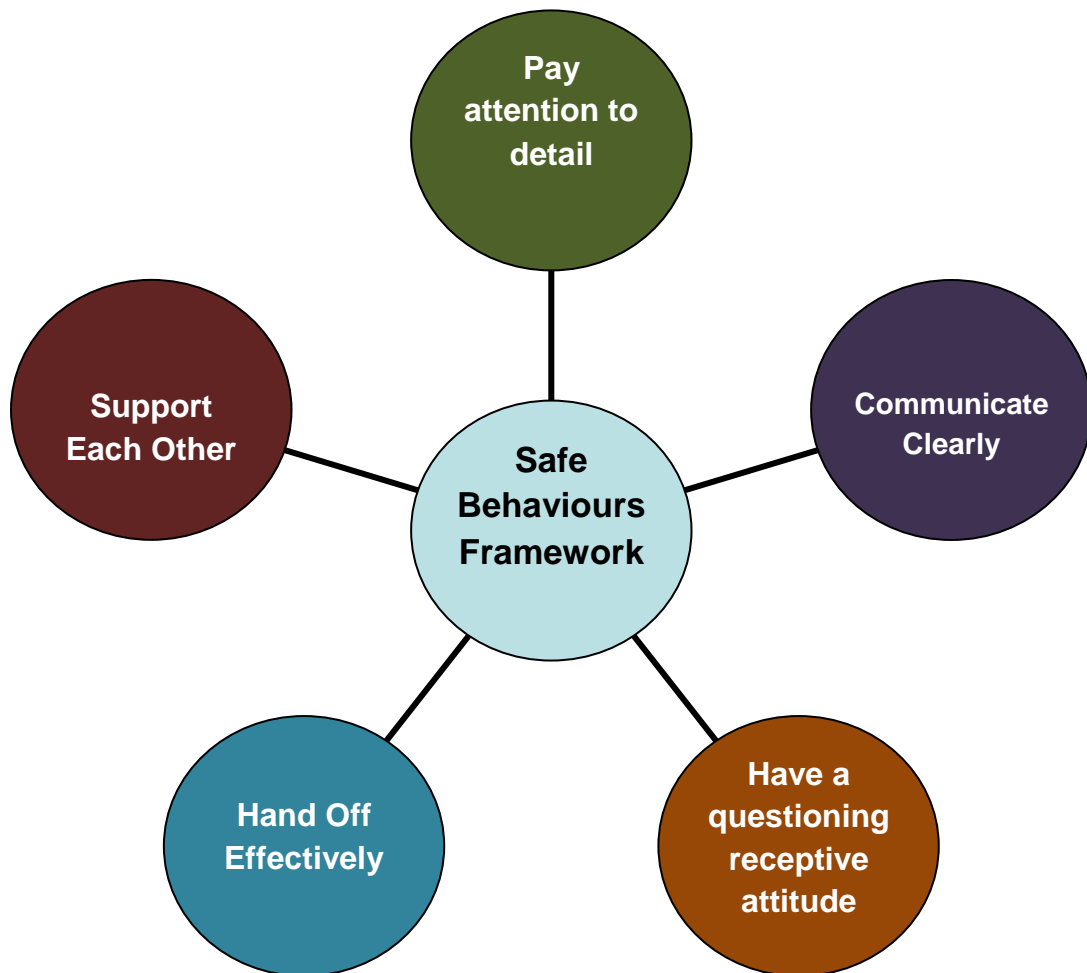 Pay
attention to
detail
Support
Each Other
Communicate
Clearly
Safe
Behaviours
Framework
Hand Off
Effectively
Have a
questioning
receptive
attitude